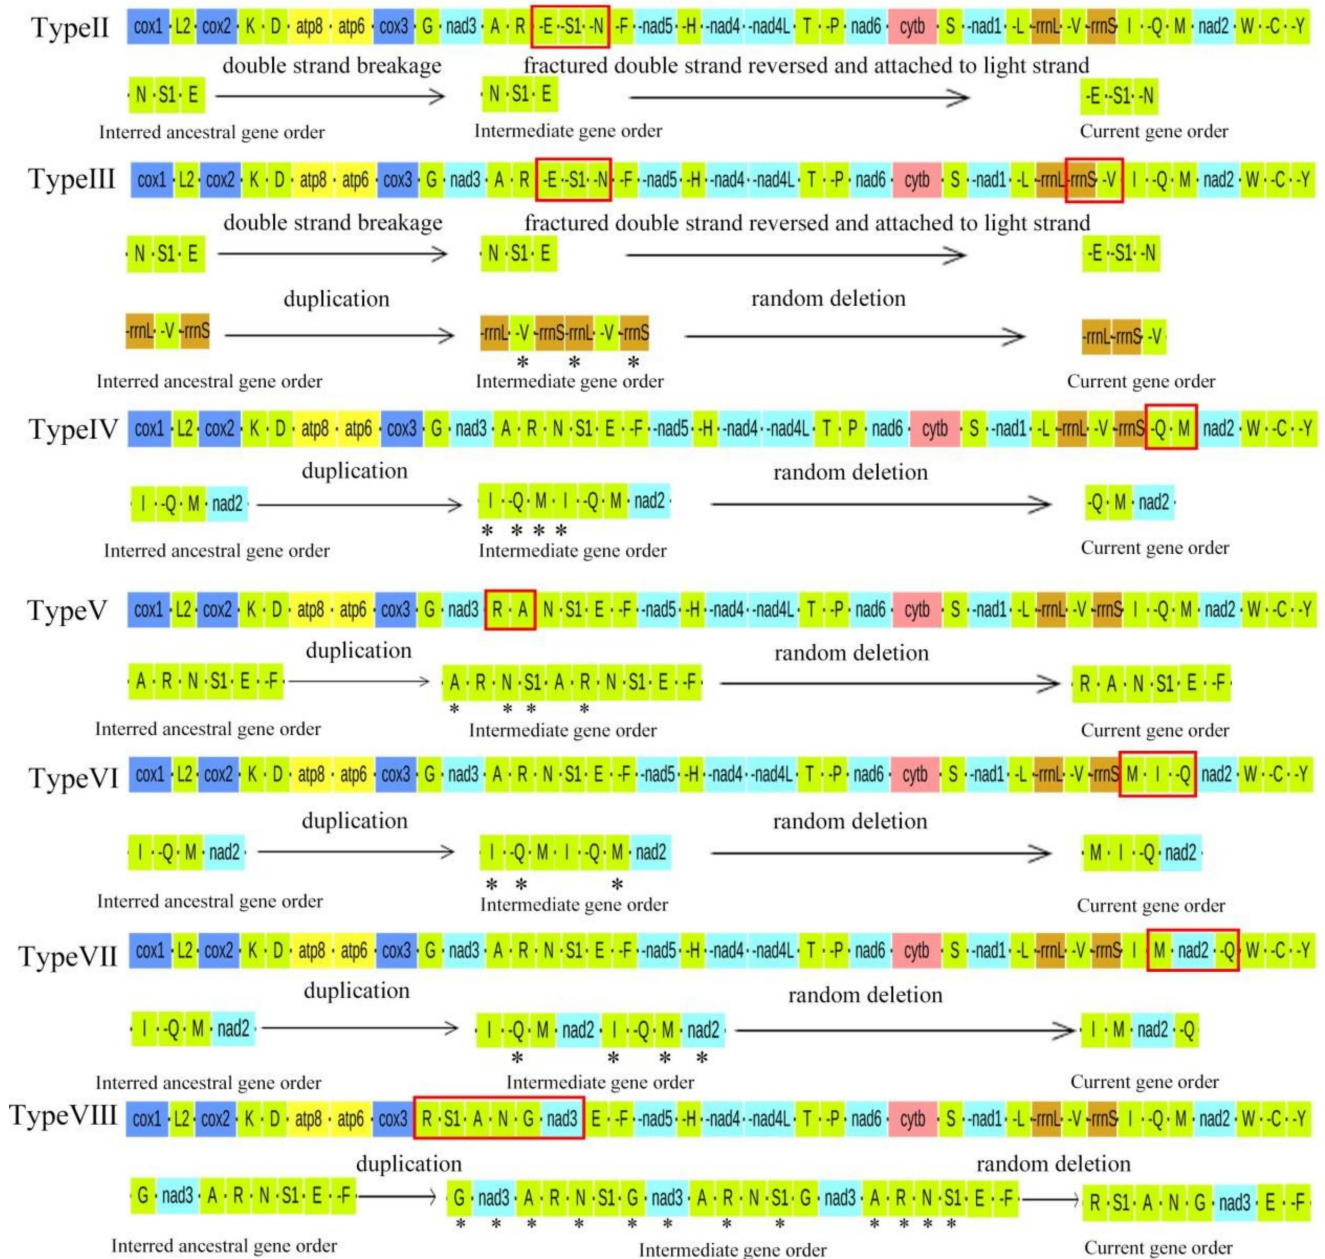 TypeII cox1 L2 cox2 K D atp8 atp6 cox3 G nad3 A R -E -S1 -N -F -nad5 -H -nad4 -nad4L T -P nad6 cytb S -nad1 -L -rrnL -V -rrnS I -Q M nad2 W -C -Y
double strand breakage fractured double strand reversed and attached to light strand
N S1 E N S1 E -E -S1 -N
Interred ancestral gene order Intermediate gene order Current gene order
TypeIII cox1 L2 cox2 K D atp8 atp6 cox3 G nad3 A R -E -S1 -N -F -nad5 -H -nad4 -nad4L T -P nad6 cytb S -nad1 -L -rrnL -rrnS -V I -Q M nad2 W -C -Y
double strand breakage fractured double strand reversed and attached to light strand
N S1 E N S1 E -E -S1 -N
duplication random deletion
-rrnL -V -rrnS -rrnL -V -rrnS -rrnL -V -rrnS -rrnL -rrnS -V
* * *
Interred ancestral gene order Intermediate gene order Current gene order
TypeIV cox1 L2 cox2 K D atp8 atp6 cox3 G nad3 A R N S1 E -F -nad5 -H -nad4 -nad4L T P nad6 cytb S -nad1 -L -rrnL -V -rrnS -Q M nad2 W -C -Y
duplication random deletion
I -Q M nad2 I -Q M I -Q M nad2 -Q M nad2
* * * *
Interred ancestral gene order Intermediate gene order Current gene order
TypeV cox1 L2 cox2 K D atp8 atp6 cox3 G nad3 R A N S1 E -F -nad5 -H -nad4 -nad4L T -P nad6 cytb S -nad1 -L -rrnL -V -rrnS I -Q M nad2 W -C -Y
duplication random deletion
A R N S1 E -F A R N S1 A R N S1 E -F R A N S1 E -F
* * * *
Interred ancestral gene order Intermediate gene order Current gene order
TypeVI cox1 L2 cox2 K D atp8 atp6 cox3 G nad3 A R N S1 E -F -nad5 -H -nad4 -nad4L T -P nad6 cytb S -nad1 -L -rrnL -V -rrnS M I -Q nad2 W -C -Y
duplication random deletion
I -Q M nad2 I -Q M I -Q M nad2 M I -Q nad2
* * *
Interred ancestral gene order Intermediate gene order Current gene order
TypeVII cox1 L2 cox2 K D atp8 atp6 cox3 G nad3 A R N S1 E -F -nad5 -H -nad4 -nad4L T -P nad6 cytb S -nad1 -L -rrnL -V -rrnS I M nad2 -Q W -C -Y
duplication random deletion
I -Q M nad2 I -Q M nad2 I -Q M nad2 I M nad2 -Q
* * * *
Interred ancestral gene order Intermediate gene order Current gene order
TypeVIII cox1 L2 cox2 K D atp8 atp6 cox3 R S1 A N G nad3 E -F -nad5 -H -nad4 -nad4L T -P nad6 cytb S -nad1 -L -rrnL -V -rrnS I -Q M nad2 W -C -Y
duplication random deletion
G nad3 A R N S1 E -F G nad3 A R N S1 G nad3 A R N S1 G nad3 A R N S1 E -F R S1 A N G nad3 E -F
* * * * * * * * * * * *
Interred ancestral gene order Intermediate gene order Current gene order